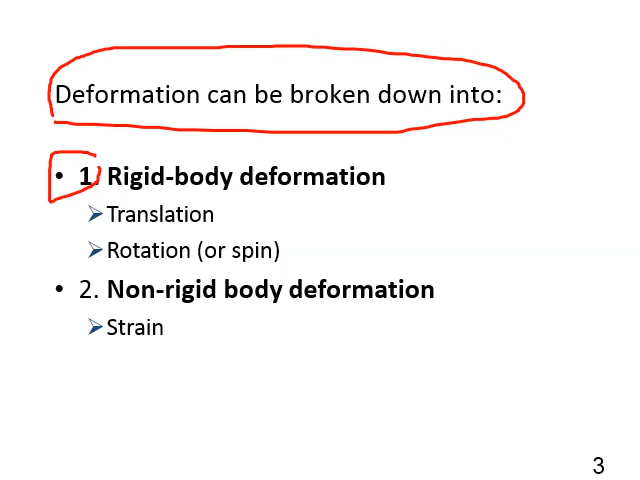 Deformation can be broken down into:
• 1. Rigid-body deformation
➢ Translation
➢ Rotation (or spin)
• 2. Non-rigid body deformation
➢ Strain
3